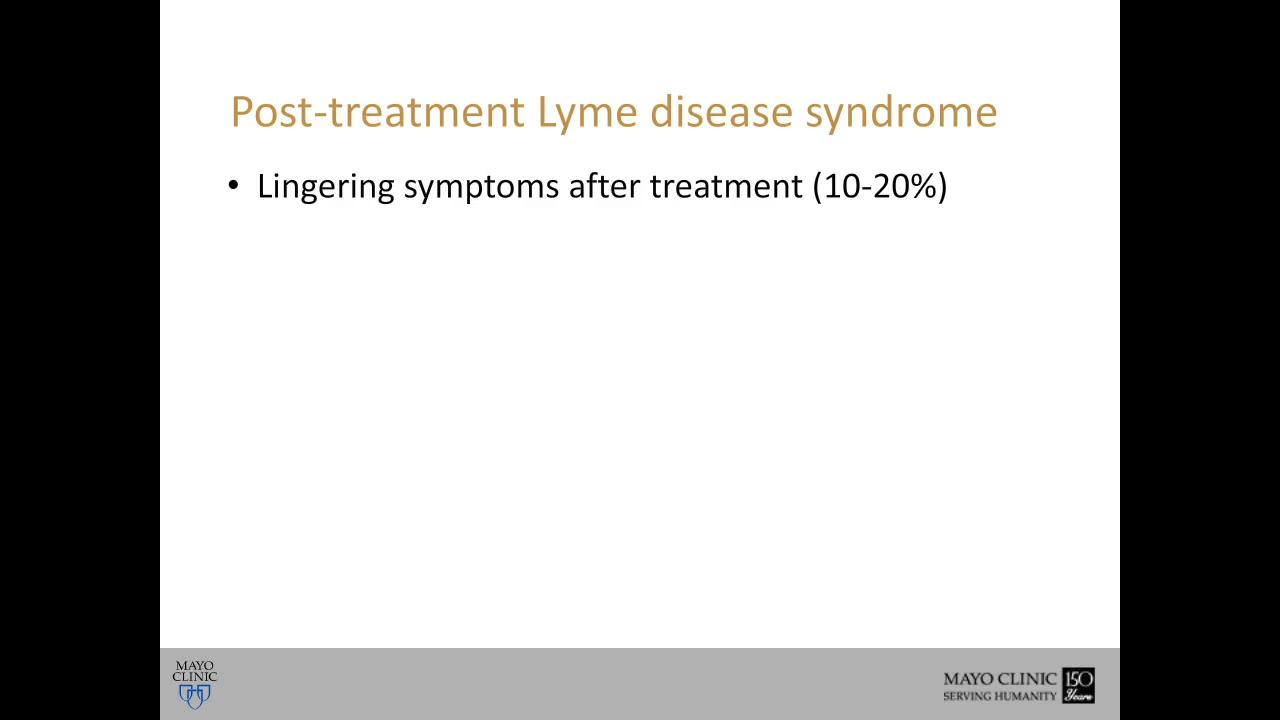 Post-treatment Lyme disease syndrome
• Lingering symptoms after treatment (10-20%)
MAYO
CLINIC
MAYO CLINIC 150
SERVING HUMANITY Years